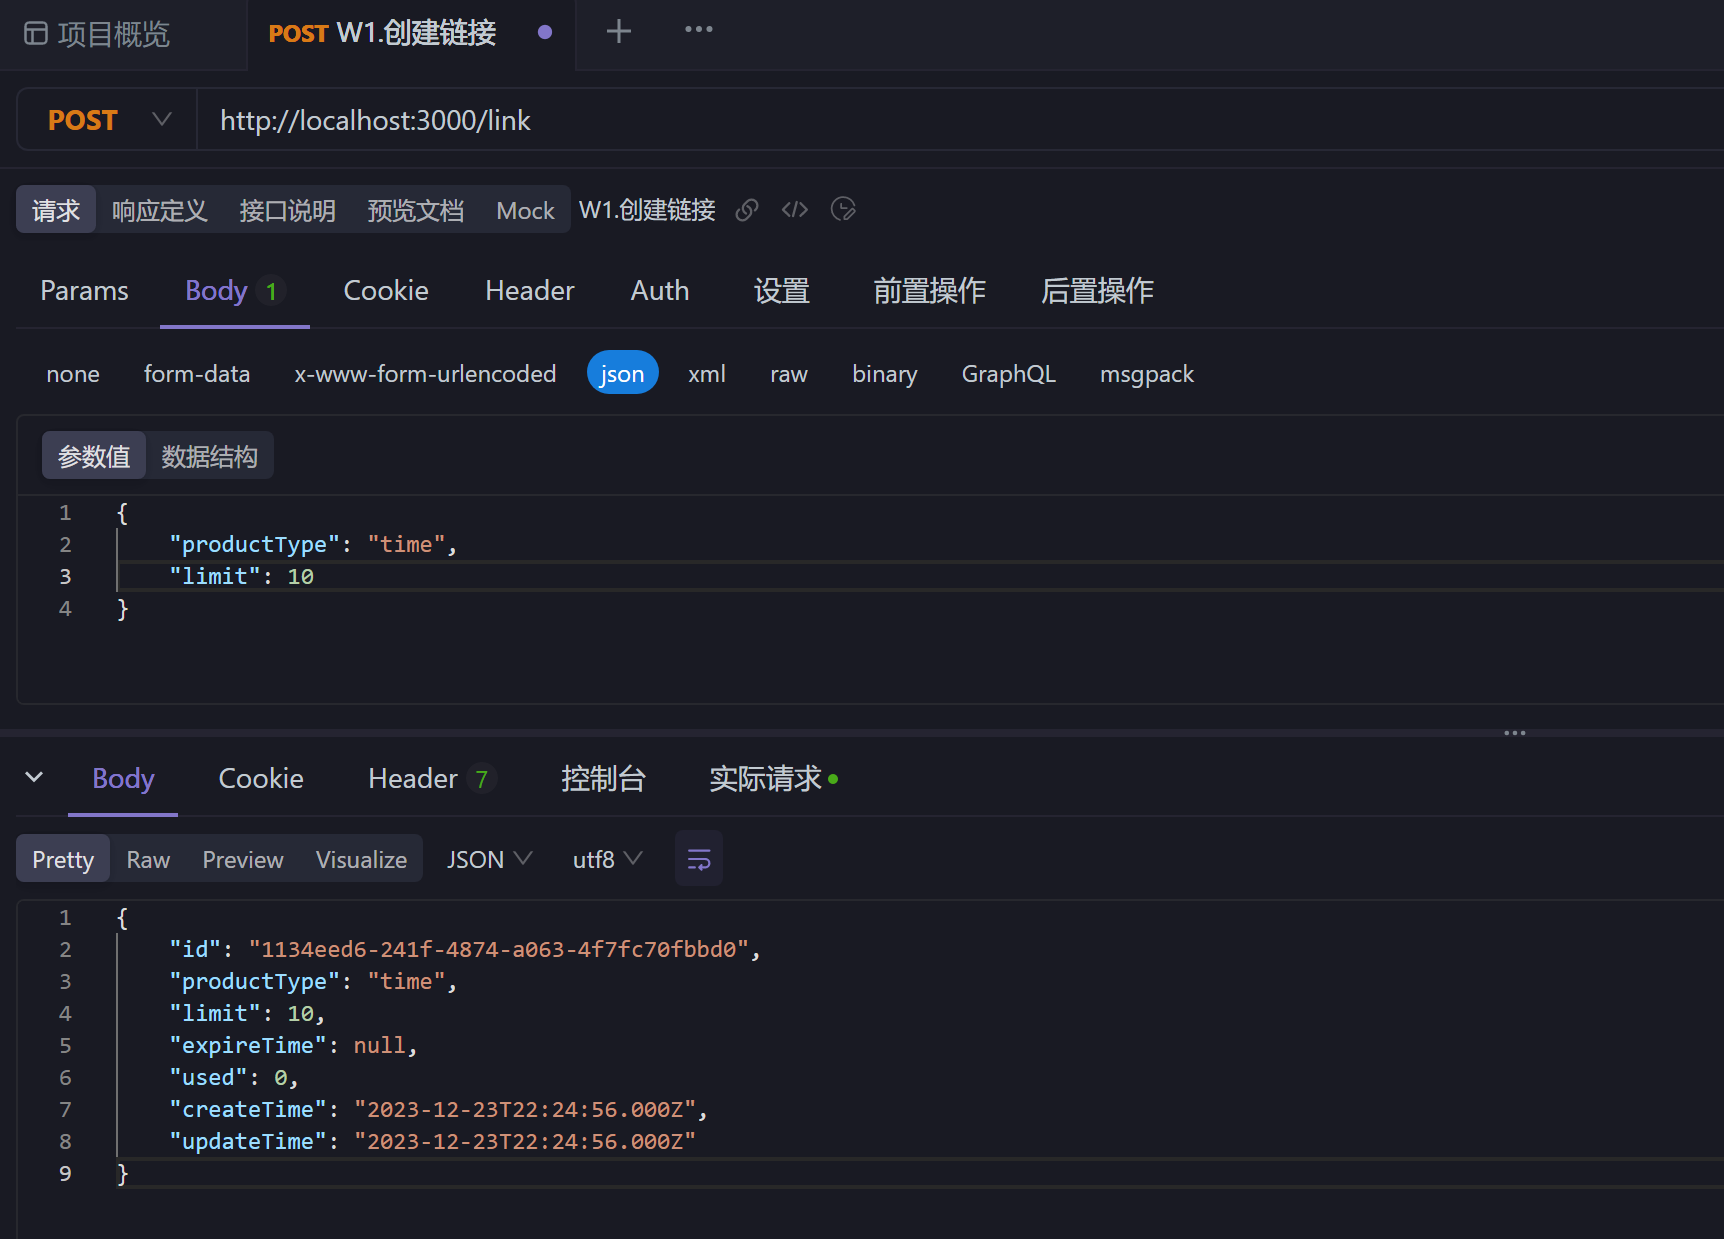 项目概览 POST W1.创建链接
POST http://localhost:3000/link
请求 响应定义 接口说明 预览文档 Mock W1.创建链接
Params Body 1 Cookie Header Auth 设置 前置操作 后置操作
none form-data x-www-form-urlencoded json xml raw binary GraphQL msgpack
参数值 数据结构
1 {
2 "productType": "time",
3 "limit": 10
4 }
Body Cookie Header 7 控制台 实际请求
Pretty Raw Preview Visualize JSON utf8
1 {
2 "id": "1134eed6-241f-4874-a063-4f7fc70fbbd0",
3 "productType": "time",
4 "limit": 10,
5 "expireTime": null,
6 "used": 0,
7 "createTime": "2023-12-23T22:24:56.000Z",
8 "updateTime": "2023-12-23T22:24:56.000Z"
9 }